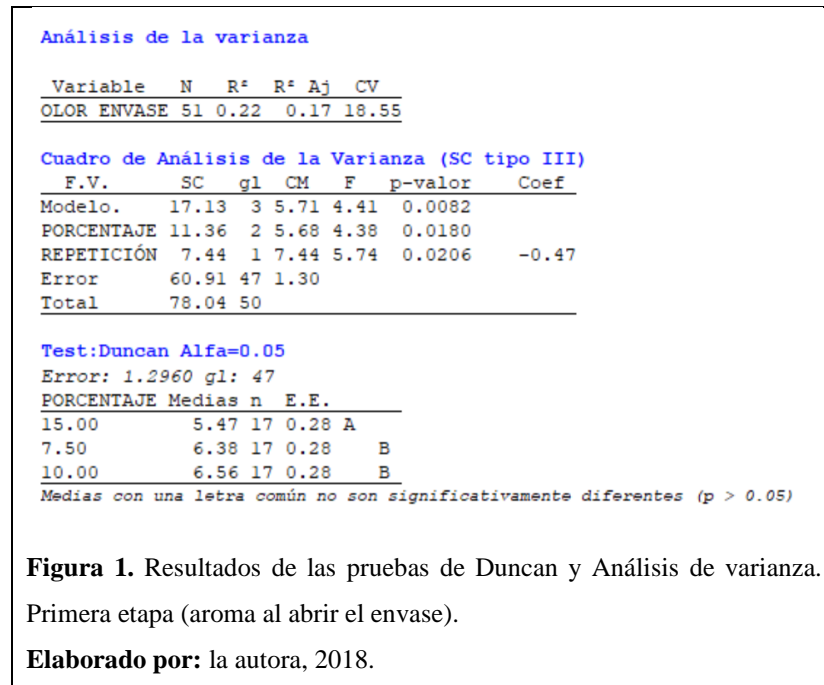 Análisis de la varianza
Variable N R² R² Aj CV
OLOR ENVASE 51 0.22 0.17 18.55
Cuadro de Análisis de la Varianza (SC tipo III)
F.V. SC gl CM F p-valor Coef
Modelo. 17.13 3 5.71 4.41 0.0082
PORCENTAJE 11.36 2 5.68 4.38 0.0180
REPETICIÓN 7.44 1 7.44 5.74 0.0206 -0.47
Error 60.91 47 1.30
Total 78.04 50
Test:Duncan Alfa=0.05
Error: 1.2960 gl: 47
PORCENTAJE Medias n E.E.
15.00 5.47 17 0.28 A
7.50 6.38 17 0.28 B
10.00 6.56 17 0.28 B
Medias con una letra común no son significativamente diferentes (p > 0.05)
Figura 1. Resultados de las pruebas de Duncan y Análisis de varianza.
Primera etapa (aroma al abrir el envase).
Elaborado por: la autora, 2018.